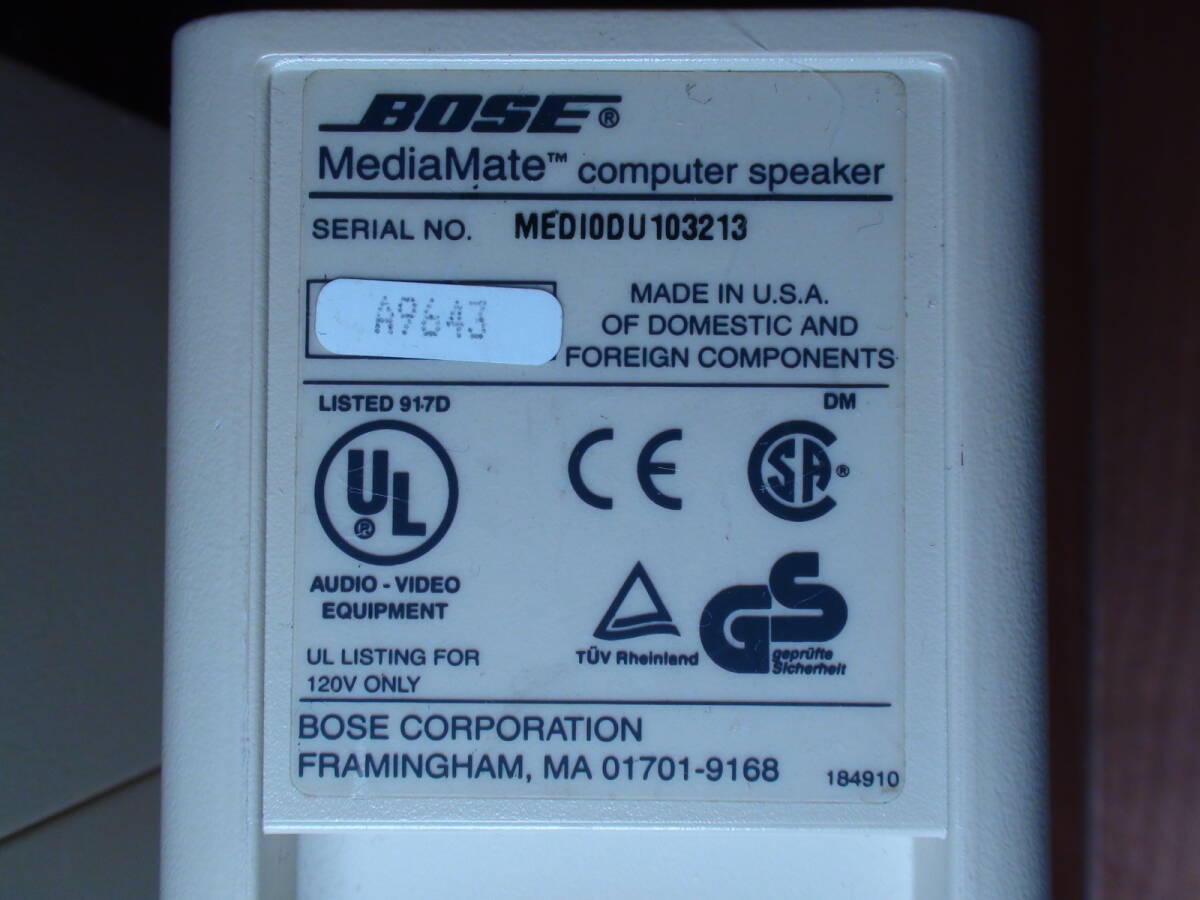 BOSE®
MediaMate™ computer speaker
SERIAL NO. MEDIODU103213
A9643
MADE IN U.S.A.
OF DOMESTIC AND
FOREIGN COMPONENTS
LISTED 917D
DM
UL®
CE
SA®
AUDIO - VIDEO
EQUIPMENT
TÜV Rheinland
GS
geprüfte
Sicherheit
UL LISTING FOR
120V ONLY
BOSE CORPORATION
FRAMINGHAM, MA 01701-9168
184910